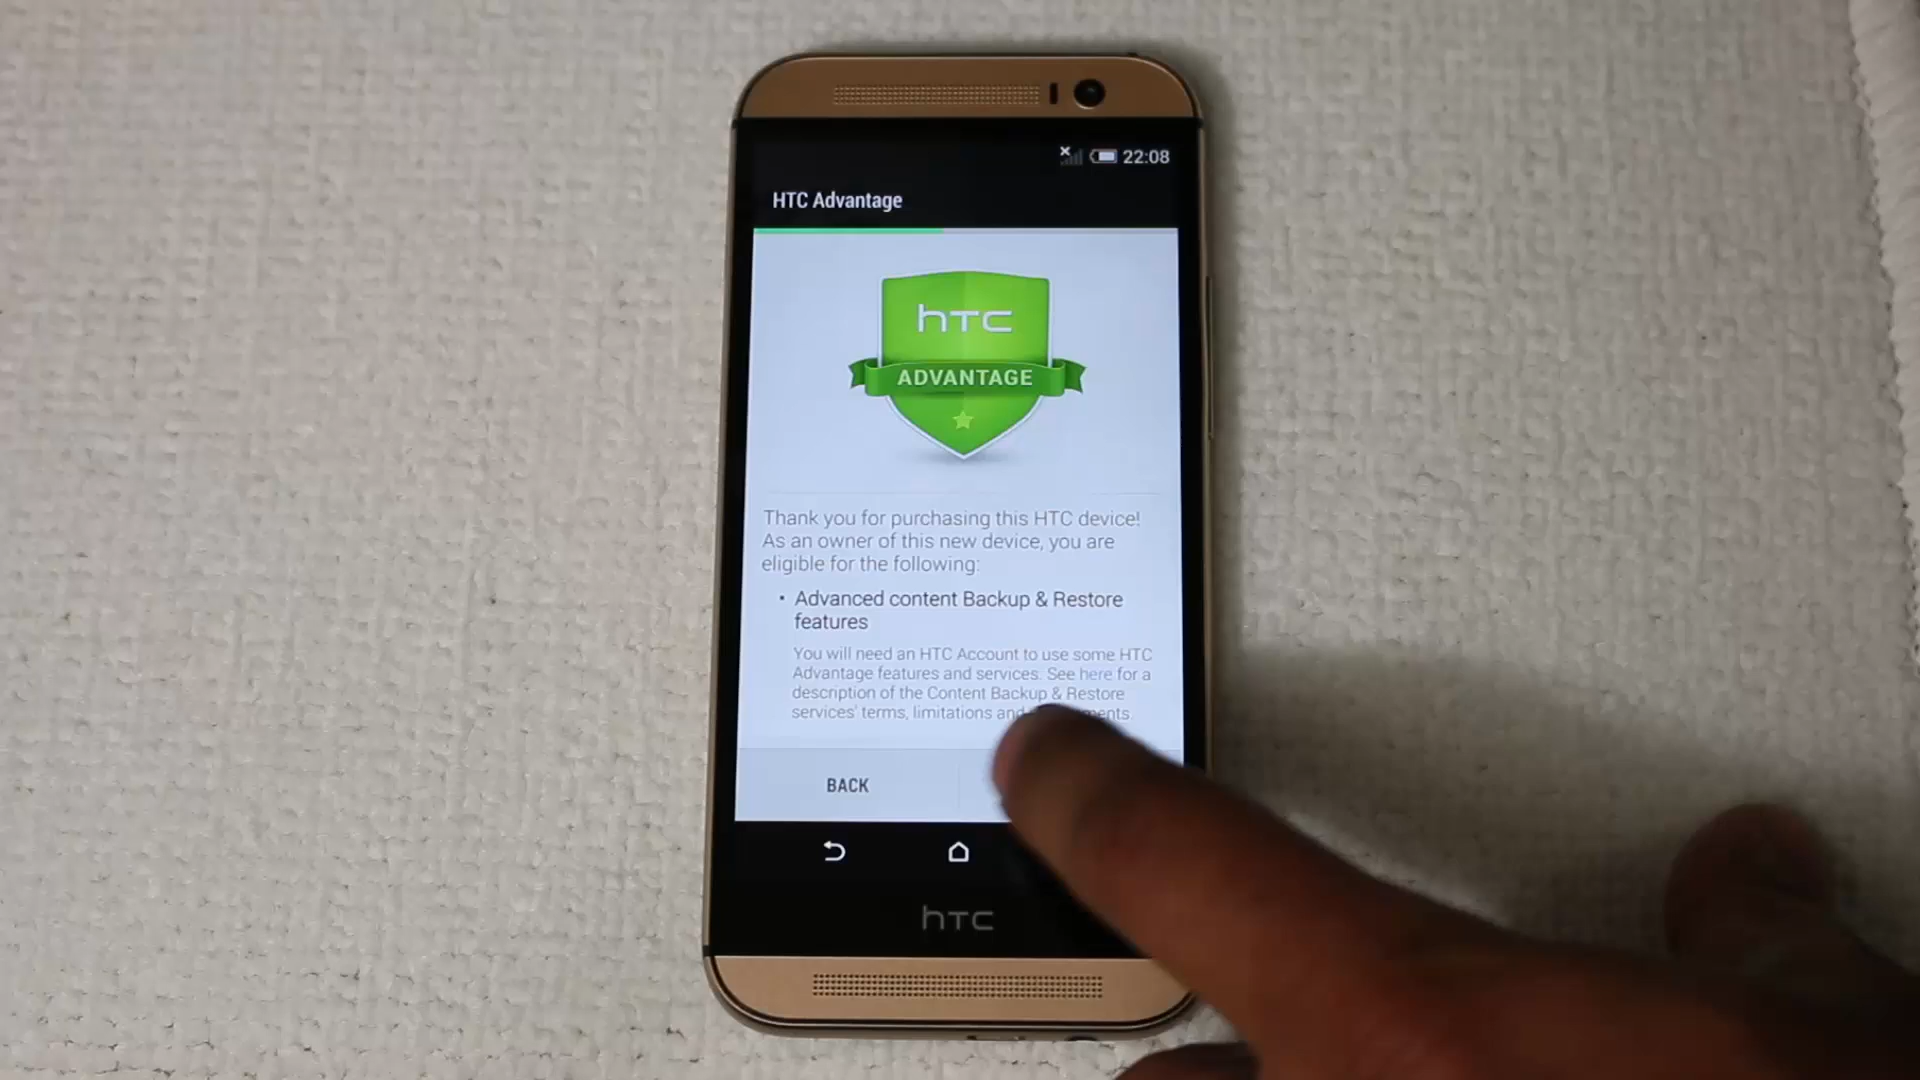 22:08
HTC Advantage
hTC
ADVANTAGE
Thank you for purchasing this HTC device!
As an owner of this new device, you are
eligible for the following:
• Advanced content Backup & Restore
features
You will need an HTC Account to use some HTC
Advantage features and services. See here for a
description of the Content Backup & Restore
services' terms, limitations and
BACK
hTC